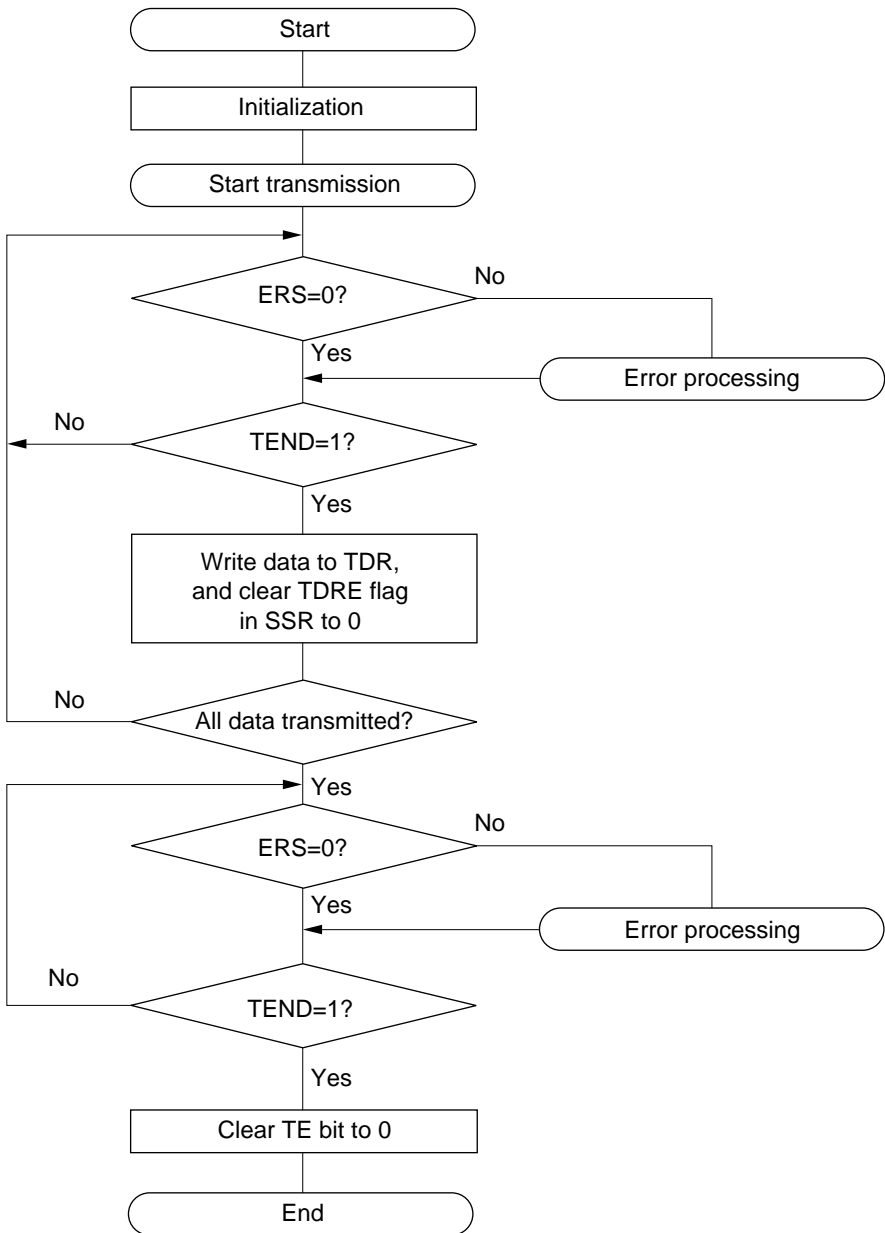 Start
Initialization
Start transmission
ERS=0?
No
Yes
Error processing
No
TEND=1?
Yes
Write data to TDR,
and clear TDRE flag
in SSR to 0
No
All data transmitted?
Yes
ERS=0?
No
Yes
Error processing
No
TEND=1?
Yes
Clear TE bit to 0
End